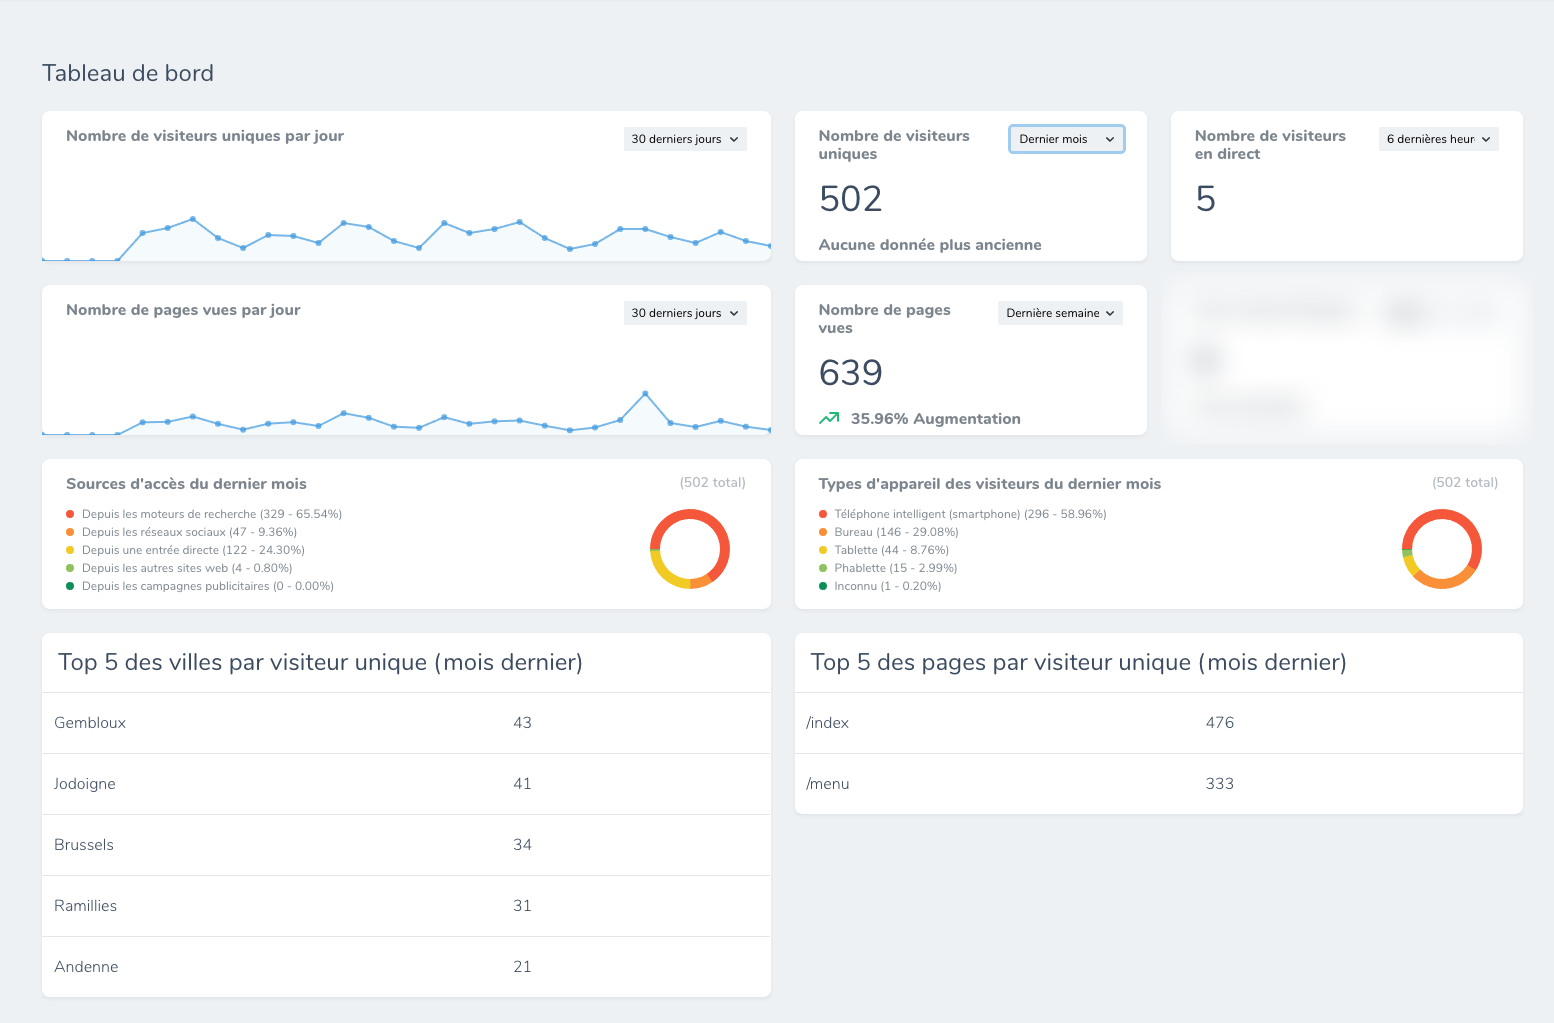 Tableau de bord
Nombre de visiteurs uniques par jour
30 derniers jours
Nombre de visiteurs
uniques
Dernier mois
502
Aucune donnée plus ancienne
Nombre de visiteurs
en direct
6 dernières heur
5
Nombre de pages vues par jour
30 derniers jours
Nombre de pages
vues
Dernière semaine
639
35.96% Augmentation
Sources d'accès du dernier mois
(502 total)
Depuis les moteurs de recherche (329 - 65.54%)
Depuis les réseaux sociaux (47 - 9.36%)
Depuis une entrée directe (122 - 24.30%)
Depuis les autres sites web (4 - 0.80%)
Depuis les campagnes publicitaires (0 - 0.00%)
Types d'appareil des visiteurs du dernier mois
(502 total)
Téléphone intelligent (smartphone) (296 - 58.96%)
Bureau (146 - 29.08%)
Tablette (44 - 8.76%)
Phablette (15 - 2.99%)
Inconnu (1 - 0.20%)
Top 5 des villes par visiteur unique (mois dernier)
Gembloux 43
Jodoigne 41
Brussels 34
Ramillies 31
Andenne 21
Top 5 des pages par visiteur unique (mois dernier)
/index 476
/menu 333